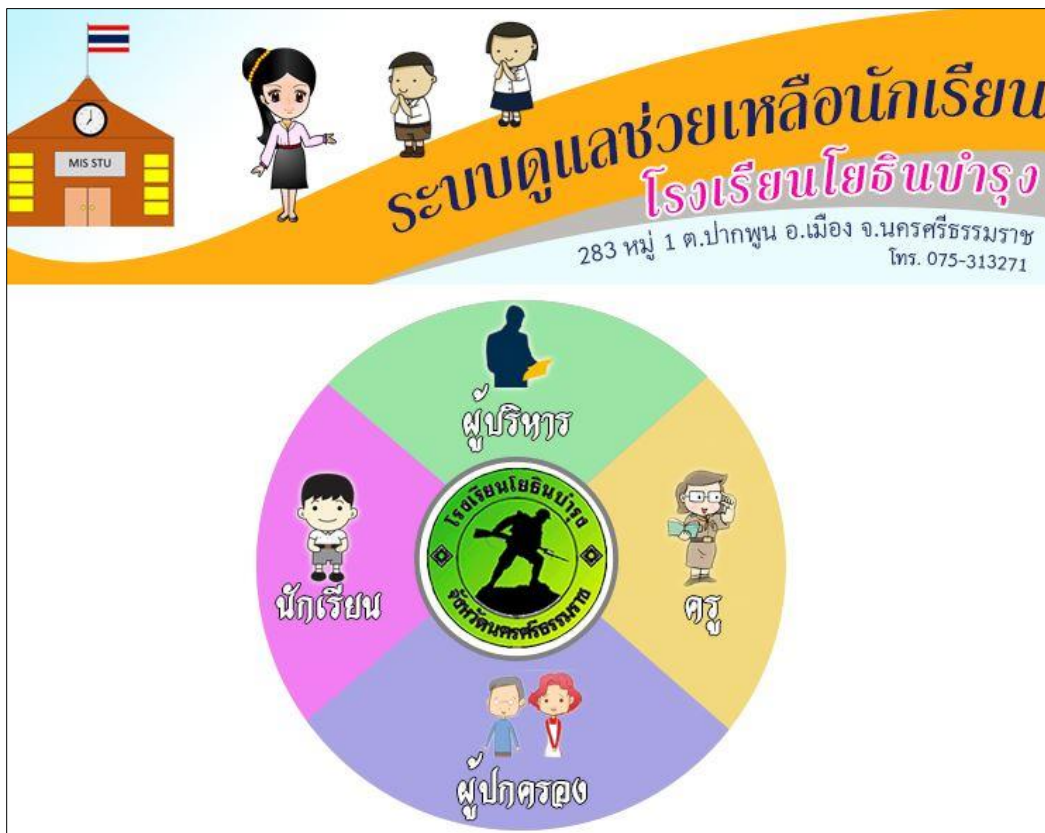 MIS STU
ระบบดูแลช่วยเหลือนักเรียน
โรงเรียนโยธินบำรุง
283 หมู่ 1 ต.ปากพูน อ.เมือง จ.นครศรีธรรมราช
โทร. 075-313271
ผู้บริหาร
นักเรียน
โรงเรียนโยธินบำรุง
จังหวัดนครศรีธรรมราช
ครู
ผู้ปกครอง